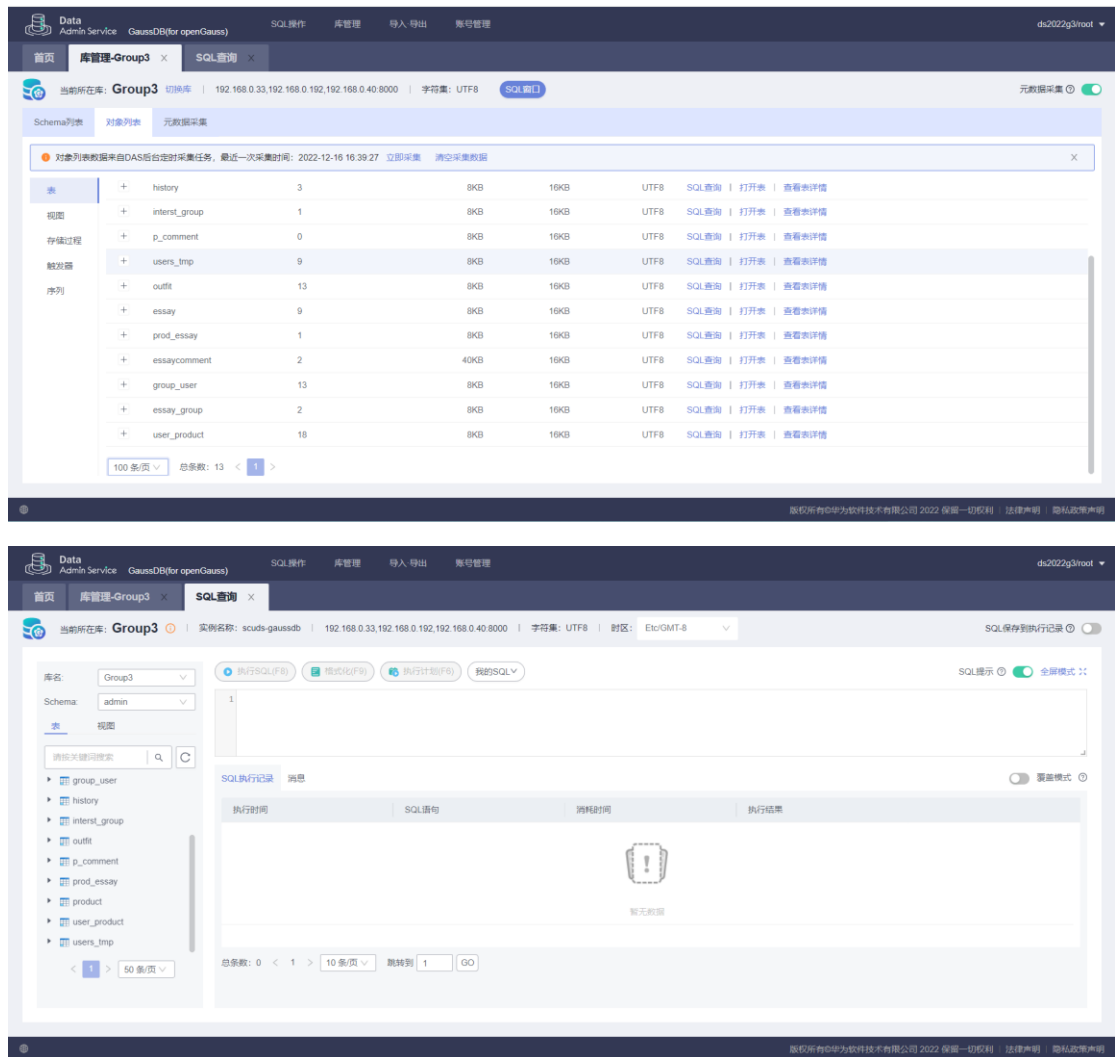 Data
Admin Service GaussDB(for openGauss) SQL操作 库管理 导入·导出 账号管理 ds2022g3/root
首页 库管理-Group3 × SQL查询 ×
当前所在库: Group3 切换库 | 192.168.0.33,192.168.0.192,192.168.0.40:8000 | 字符集: UTF8 SQL窗口 元数据采集
Schema列表 对象列表 元数据采集
对象列表数据来自DAS后台定时采集任务，最近一次采集时间: 2022-12-16 16:39:27 立即采集 清空采集数据
表
视图
存储过程
触发器
序列
+ history 3 8KB 16KB UTF8 SQL查询 | 打开表 | 查看表详情
+ interst_group 1 8KB 16KB UTF8 SQL查询 | 打开表 | 查看表详情
+ p_comment 0 8KB 16KB UTF8 SQL查询 | 打开表 | 查看表详情
+ users_tmp 9 8KB 16KB UTF8 SQL查询 | 打开表 | 查看表详情
+ outfit 13 8KB 16KB UTF8 SQL查询 | 打开表 | 查看表详情
+ essay 9 8KB 16KB UTF8 SQL查询 | 打开表 | 查看表详情
+ prod_essay 1 8KB 16KB UTF8 SQL查询 | 打开表 | 查看表详情
+ essaycomment 2 40KB 16KB UTF8 SQL查询 | 打开表 | 查看表详情
+ group_user 13 8KB 16KB UTF8 SQL查询 | 打开表 | 查看表详情
+ essay_group 2 8KB 16KB UTF8 SQL查询 | 打开表 | 查看表详情
+ user_product 18 8KB 16KB UTF8 SQL查询 | 打开表 | 查看表详情
100 条/页 总条数: 13 < 1 >
版权所有©华为软件技术有限公司 2022 保留一切权利 | 法律声明 | 隐私政策声明
Data
Admin Service GaussDB(for openGauss) SQL操作 库管理 导入·导出 账号管理 ds2022g3/root
首页 库管理-Group3 × SQL查询 ×
当前所在库: Group3 | 实例名称: scuds-gaussdb | 192.168.0.33,192.168.0.192,192.168.0.40:8000 | 字符集: UTF8 | 时区: Etc/GMT-8 SQL保存到执行记录
库名: Group3
Schema: admin
表 视图
请按关键词搜索
group_user
history
interst_group
outfit
p_comment
prod_essay
product
user_product
users_tmp
< 1 > 50 条/页
执行SQL(F8) 格式化(F9) 执行计划(F6) 我的SQL SQL提示 全屏模式
1
SQL执行记录 消息 覆盖模式
执行时间 SQL语句 消耗时间 执行结果
暂无数据
总条数: 0 < 1 > 10 条/页 跳转到 1 GO
版权所有©华为软件技术有限公司 2022 保留一切权利 | 法律声明 | 隐私政策声明